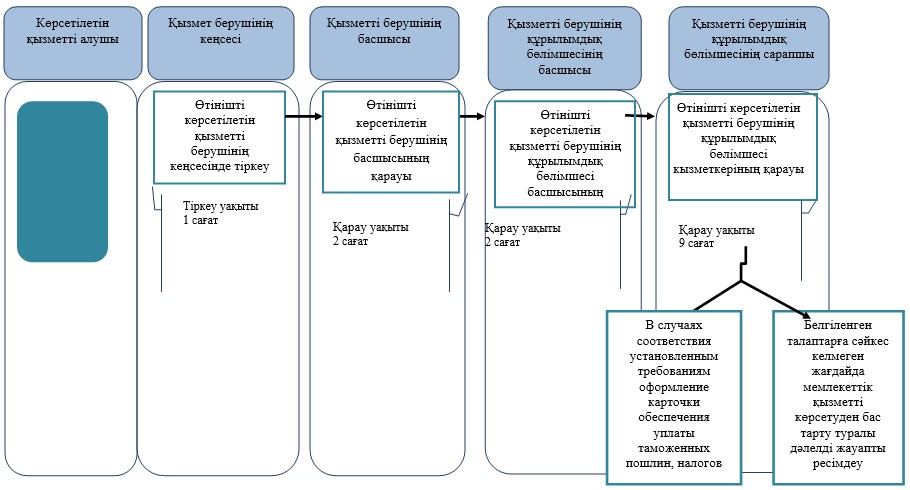 Көрсетілетін
қызметті алушы
Қызмет берушінің
кеңсесі
Қызметті берушінің
басшысы
Қызметті берушінің
құрылымдық
бөлімшесінің
басшысы
Қызметті берушінің
құрылымдық
бөлімшесінің сарапшы
Өтінішті
көрсетілетін
қызметті
берушінің
кеңсесінде тіркеу
Өтінішті
көрсетілетін
қызметті берушінің
басшысының
қарауы
Өтінішті
көрсетілетін
қызметті берушінің
құрылымдық
бөлімшесі
басшысының
Өтінішті көрсетілетін
қызметті берушінің
құрылымдық
бөлімшесі
кызметкеріның қарауы
Тіркеу уақыты
1 сағат
Қарау уақыты
2 сағат
Қарау уақыты
2 сағат
Қарау уақыты
9 сағат
В случаях
соответствия
установленным
требованиям
оформление
карточки
обеспечения
уплаты
таможенных
пошлин, налогов
Белгіленген
талаптарға сәйкес
келмеген
жағдайда
мемлекеттік
қызметті
көрсетуден бас
тарту туралы
дәлелді жауапты
ресімдеу